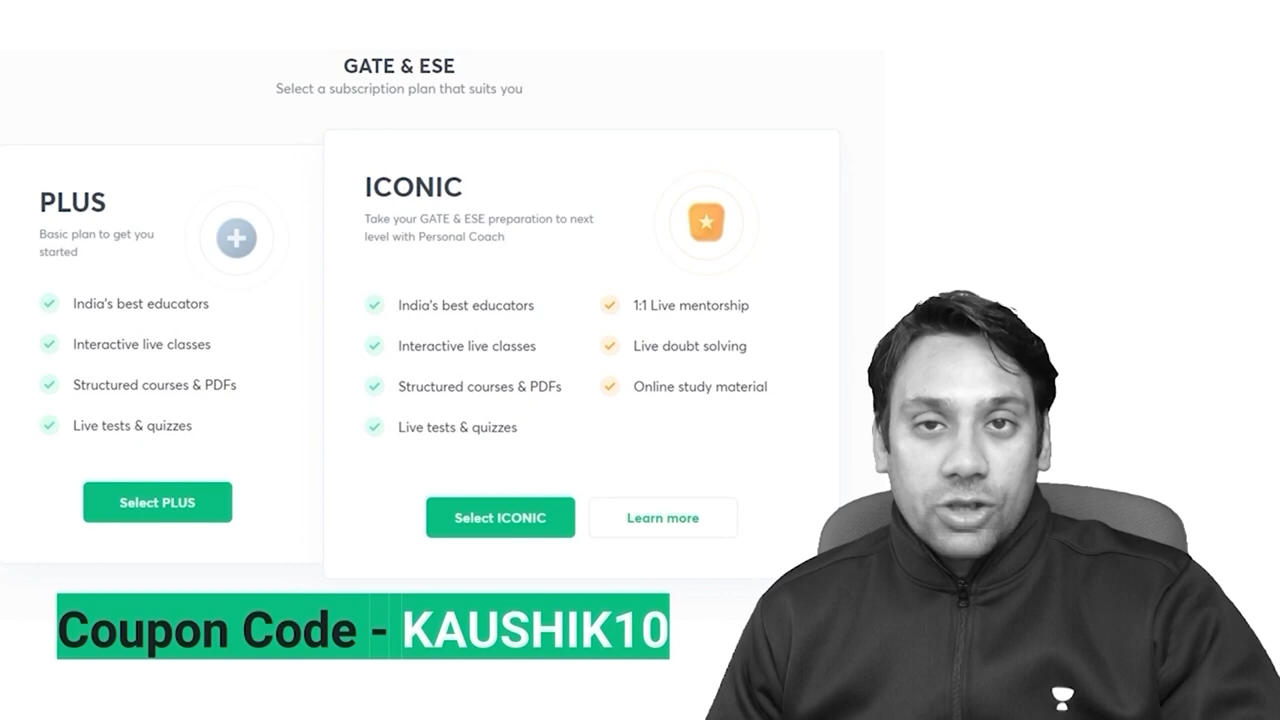 GATE & ESE
Select a subscription plan that suits you
PLUS
Basic plan to get you
started
India's best educators
Interactive live classes
Structured courses & PDFs
Live tests & quizzes
Select PLUS
ICONIC
Take your GATE & ESE preparation to next
level with Personal Coach
India's best educators
Interactive live classes
Structured courses & PDFs
Live tests & quizzes
1:1 Live mentorship
Live doubt solving
Online study material
Select ICONIC
Learn more
Coupon Code - KAUSHIK10